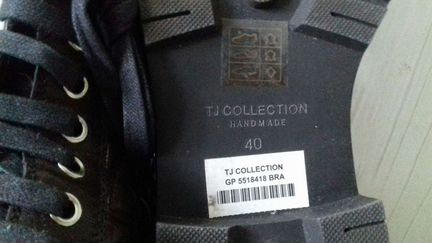 TJ COLLECTION
HANDMADE
40
TJ COLLECTION
GP 5518418 BRA